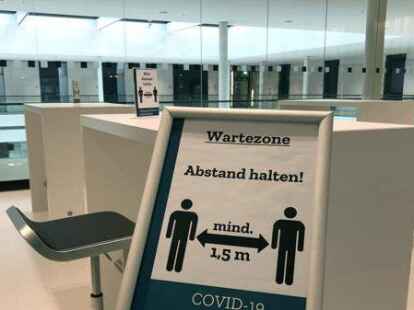 Wartezone
Abstand halten!
mind.
1,5 m
COVID-19